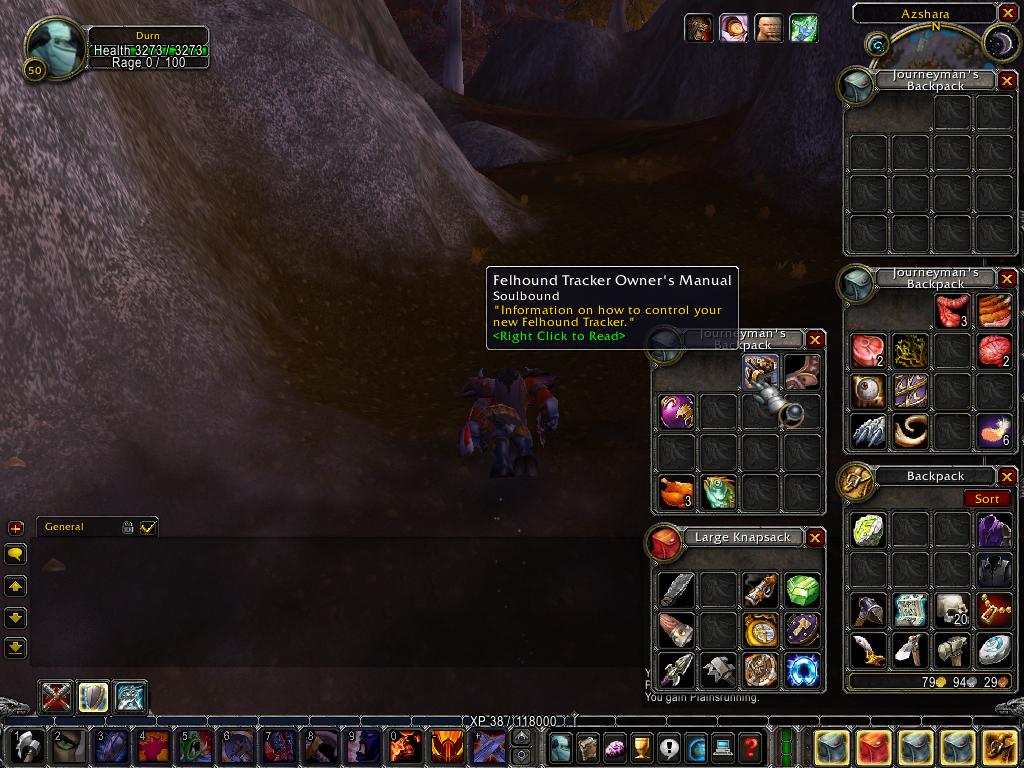 Durn
Health 3273 / 3273
Rage 0 / 100
50
Azshara
N
Journeyman's
Backpack
Felhound Tracker Owner's Manual
Soulbound
"Information on how to control your
new Felhound Tracker."
<Right Click to Read>
Journeyman's
Backpack
3
2
2
6
Journeyman's
Backpack
3
Backpack
Sort
20
79 94 29
Large Knapsack
General
You gain Plainsrunning.
XP 38 / 118000
1 2 3 4 5 6 7 8 9 0 - +